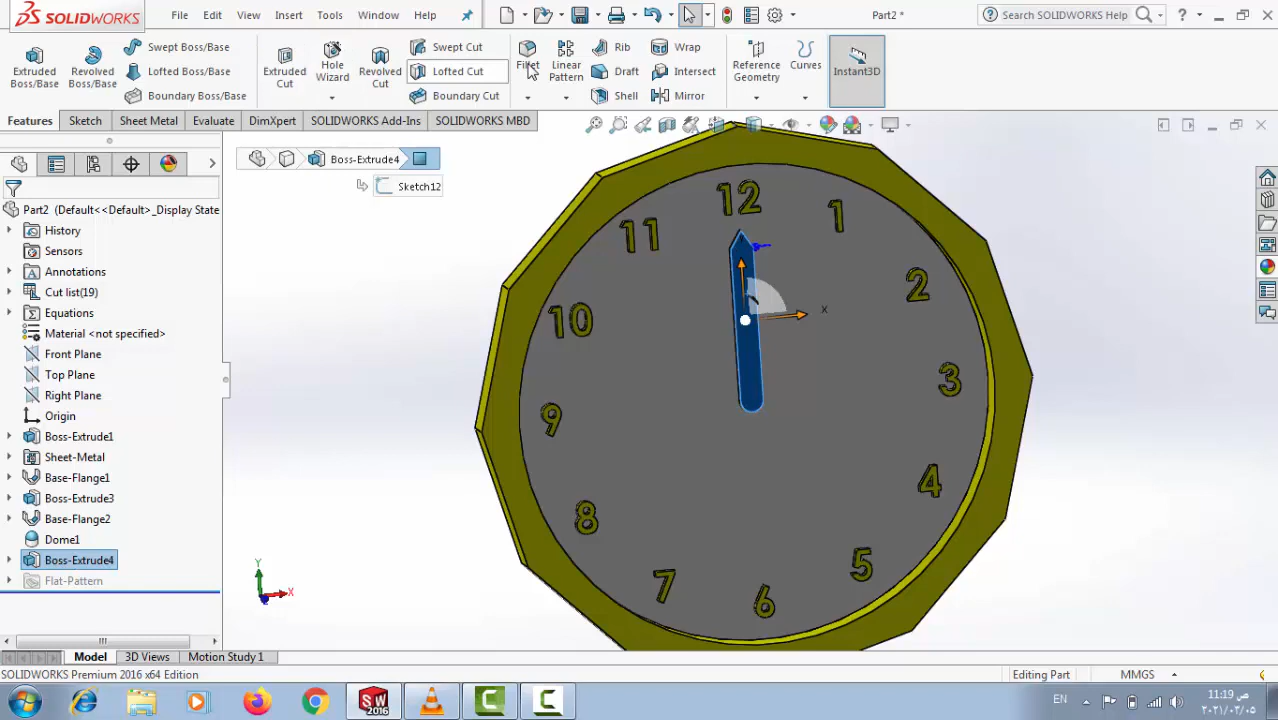 SOLIDWORKS
File Edit View Insert Tools Window Help
Part2 *
Search SOLIDWORKS Help
Extruded Boss/Base
Revolved Boss/Base
Swept Boss/Base
Lofted Boss/Base
Boundary Boss/Base
Extruded Cut
Hole Wizard
Revolved Cut
Swept Cut
Lofted Cut
Boundary Cut
Fillet
Linear Pattern
Rib
Draft
Shell
Wrap
Intersect
Mirror
Reference Geometry
Curves
Instant3D
Features Sketch Sheet Metal Evaluate DimXpert SOLIDWORKS Add-Ins SOLIDWORKS MBD
Boss-Extrude4
Sketch12
Part2 (Default<<Default>_Display State
History
Sensors
Annotations
Cut list(19)
Equations
Material <not specified>
Front Plane
Top Plane
Right Plane
Origin
Boss-Extrude1
Sheet-Metal
Base-Flange1
Boss-Extrude3
Base-Flange2
Dome1
Boss-Extrude4
Flat-Pattern
12
1
2
3
4
5
6
7
8
9
10
11
X
Y
X
Model 3D Views Motion Study 1
SOLIDWORKS Premium 2016 x64 Edition
Editing Part
MMGS
SW 2016
EN
11:19 ص
٢٠٢١/٠٣/٠٥